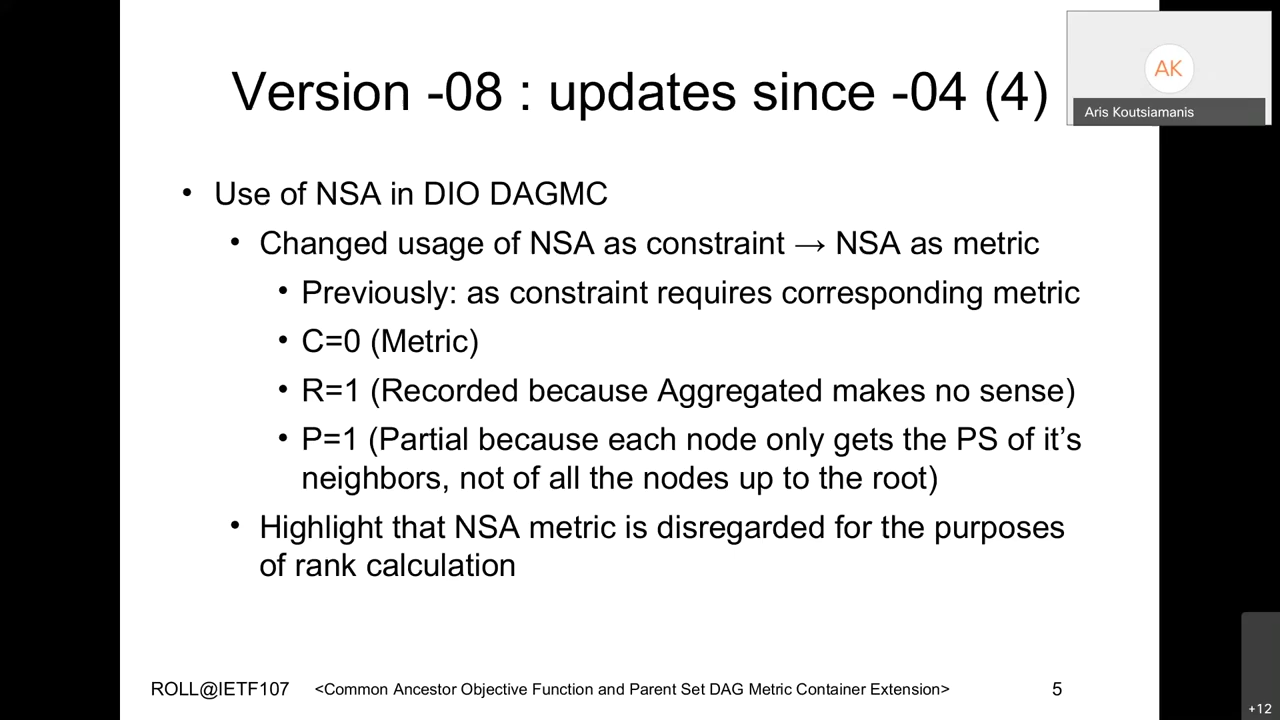 Version -08 : updates since -04 (4)
AK
Aris Koutsiamanis
• Use of NSA in DIO DAGMC
• Changed usage of NSA as constraint → NSA as metric
• Previously: as constraint requires corresponding metric
• C=0 (Metric)
• R=1 (Recorded because Aggregated makes no sense)
• P=1 (Partial because each node only gets the PS of it’s
neighbors, not of all the nodes up to the root)
• Highlight that NSA metric is disregarded for the purposes
of rank calculation
ROLL@IETF107 <Common Ancestor Objective Function and Parent Set DAG Metric Container Extension> 5
+12